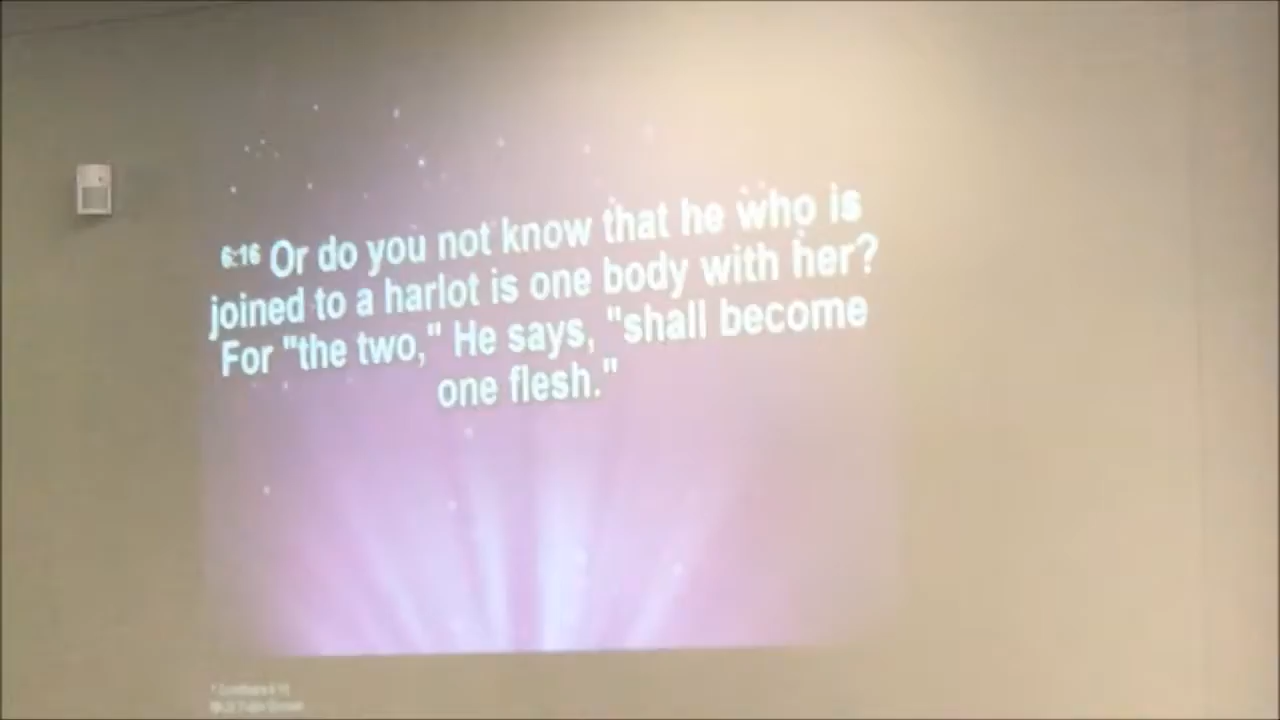 6:16 Or do you not know that he who is
joined to a harlot is one body with her?
For "the two," He says, "shall become
one flesh."